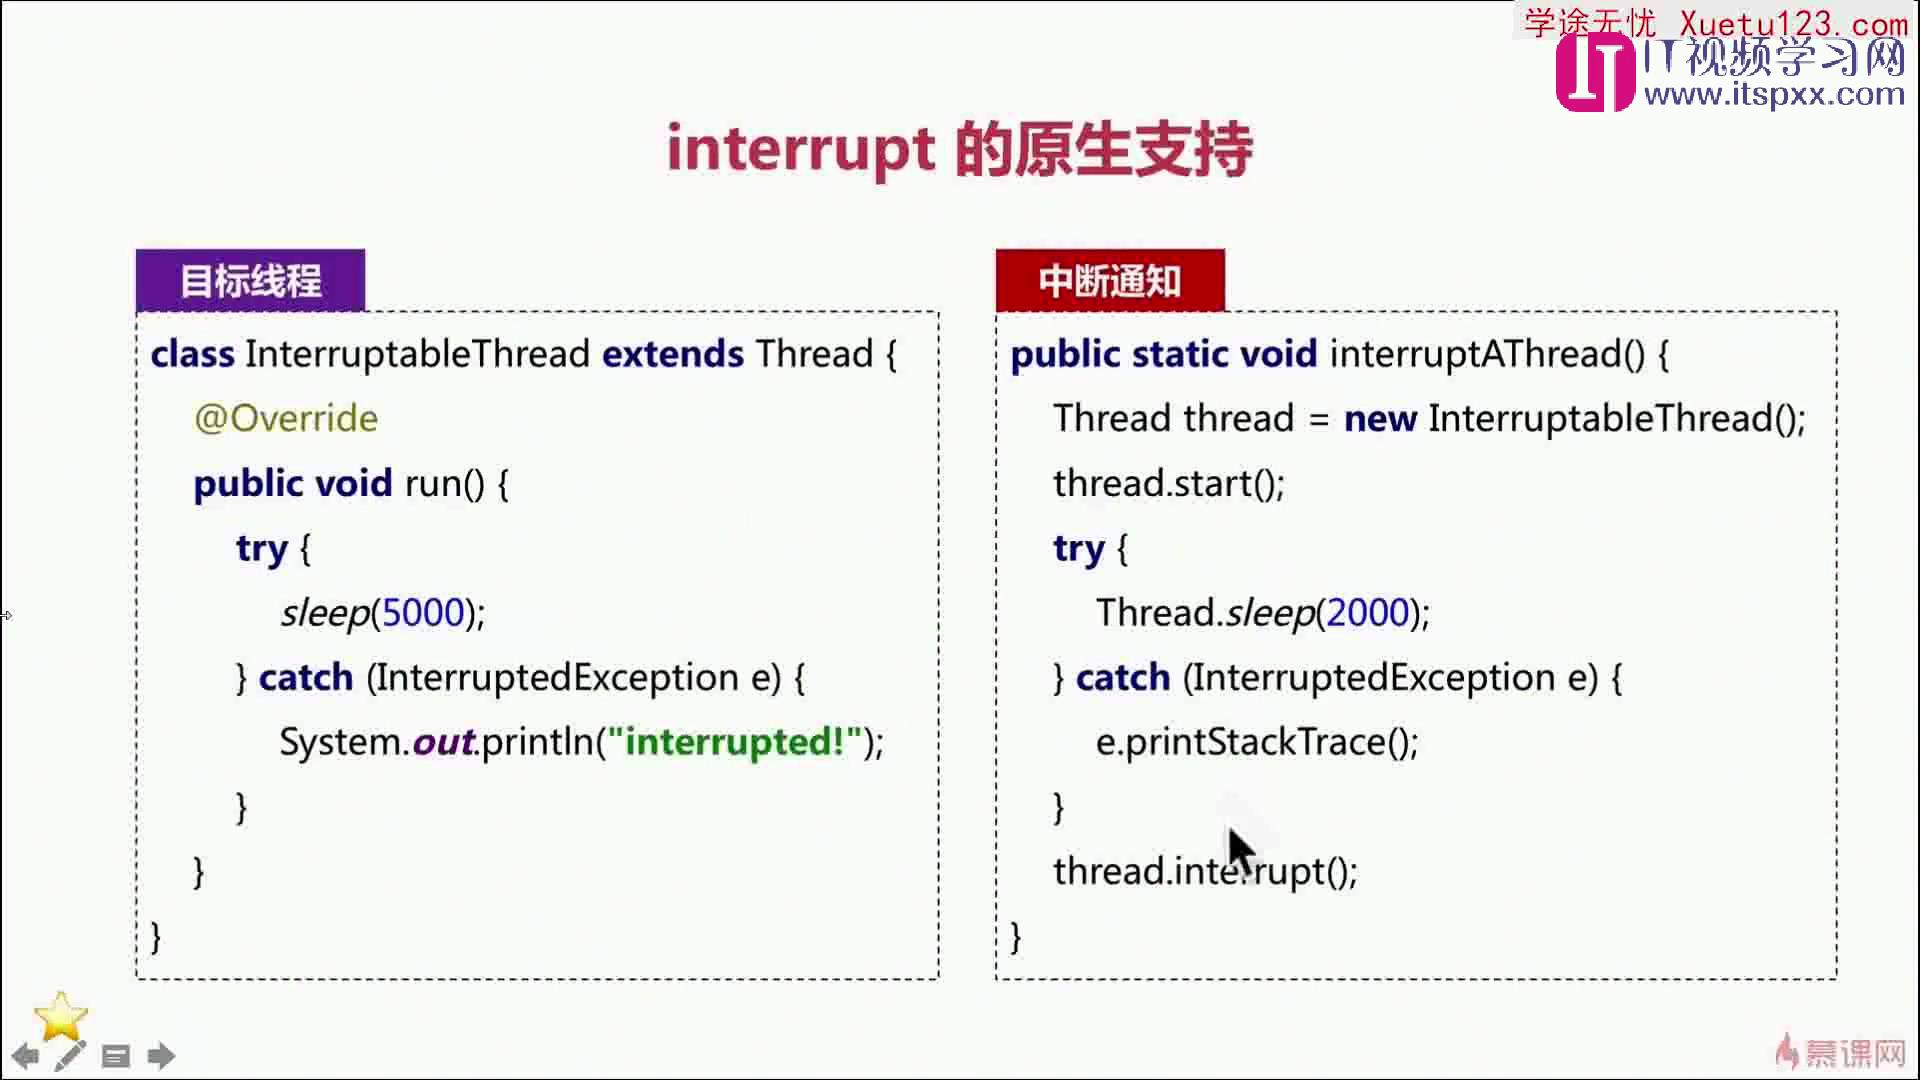 学途无忧 Xuetu123.com
IT视频学习网
www.itspxx.com
interrupt 的原生支持
目标线程
class InterruptableThread extends Thread {
@Override
public void run() {
try {
sleep(5000);
} catch (InterruptedException e) {
System.out.println("interrupted!");
}
}
}
中断通知
public static void interruptAThread() {
Thread thread = new InterruptableThread();
thread.start();
try {
Thread.sleep(2000);
} catch (InterruptedException e) {
e.printStackTrace();
}
thread.interrupt();
}
慕课网